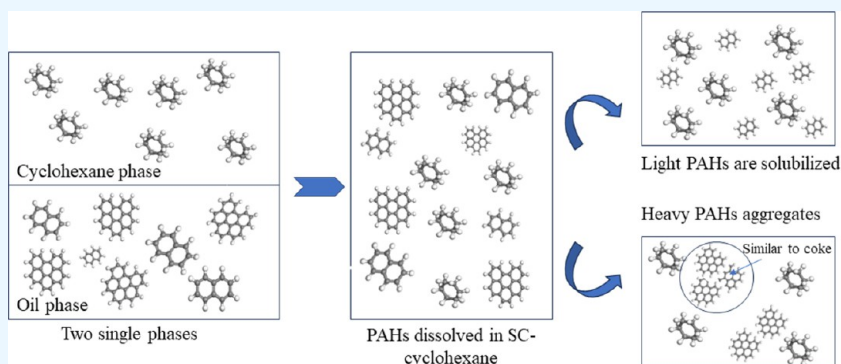 Cyclohexane phase
Oil phase
Two single phases
PAHs dissolved in SC-
cyclohexane
Light PAHs are solubilized
Heavy PAHs aggregates
Similar to coke